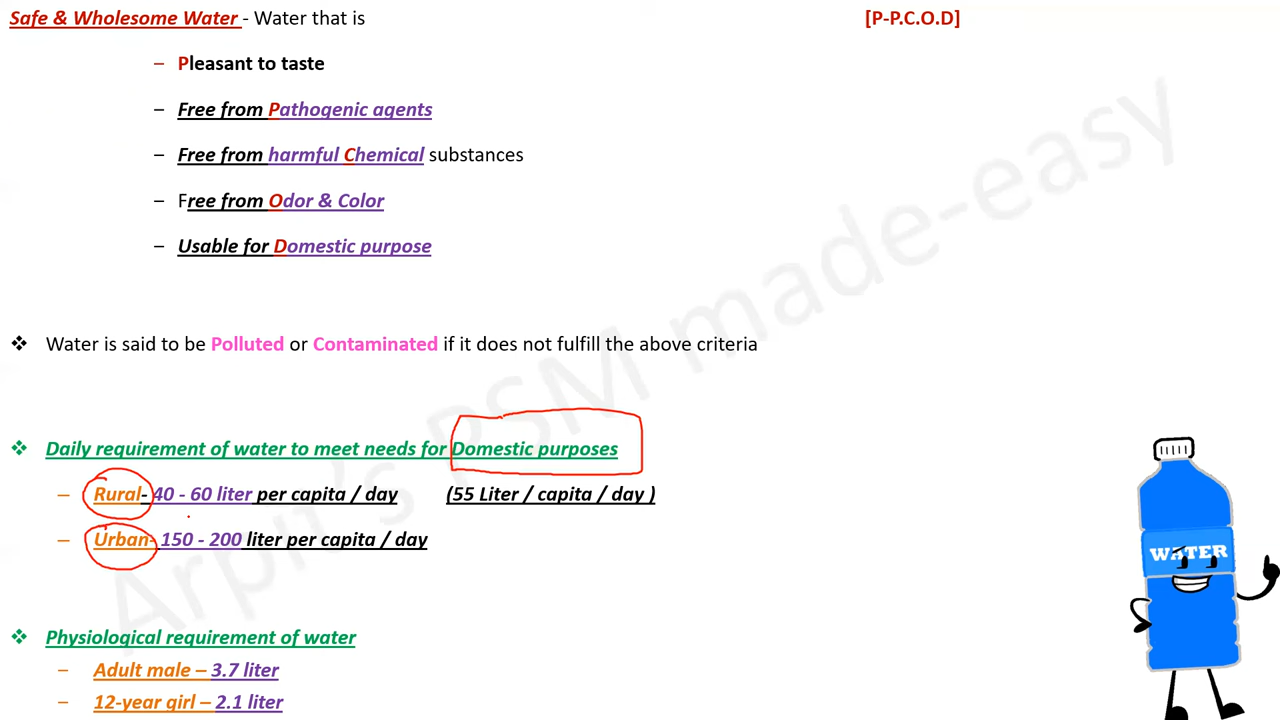 Safe & Wholesome Water - Water that is [P-P.C.O.D]
– Pleasant to taste
– Free from Pathogenic agents
– Free from harmful Chemical substances
– Free from Odor & Color
– Usable for Domestic purpose
❖ Water is said to be Polluted or Contaminated if it does not fulfill the above criteria
❖ Daily requirement of water to meet needs for Domestic purposes
– Rural- 40 - 60 liter per capita / day (55 Liter / capita / day )
– Urban- 150 - 200 liter per capita / day
WATER
❖ Physiological requirement of water
– Adult male – 3.7 liter
– 12-year girl – 2.1 liter
Arpit's PSM made-easy